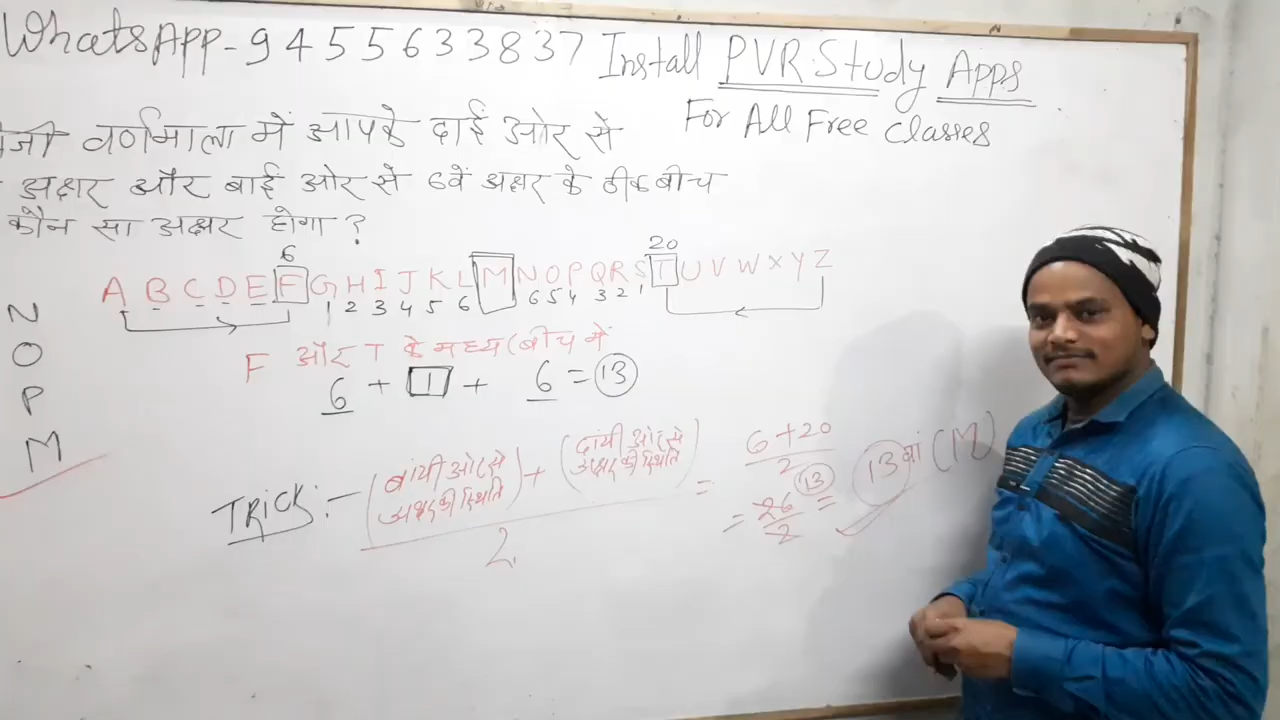 WhatsApp-9455633837 Install PVR Study Apps
For All Free Classes
जी वर्णमाला में आपके दाई ओर से
अक्षर और बाई ओर से 6वें अक्षर के ठीक बीच
कौन सा अक्षर होगा ?
6 20
A B C D E F G H I J K L M N O P Q R S T U V W X Y Z
1 2 3 4 5 6 6 5 4 3 2 1
F और T के मध्य (बीच में
6 + 1 + 6 = 13
N
O
P
M
TRICK :- (बांयी ओर से अक्षर की स्थिति) + (दांयी ओर से अक्षर की स्थिति) / 2 = 6+20 / 2
= 26/2 13 = 13वां (M)